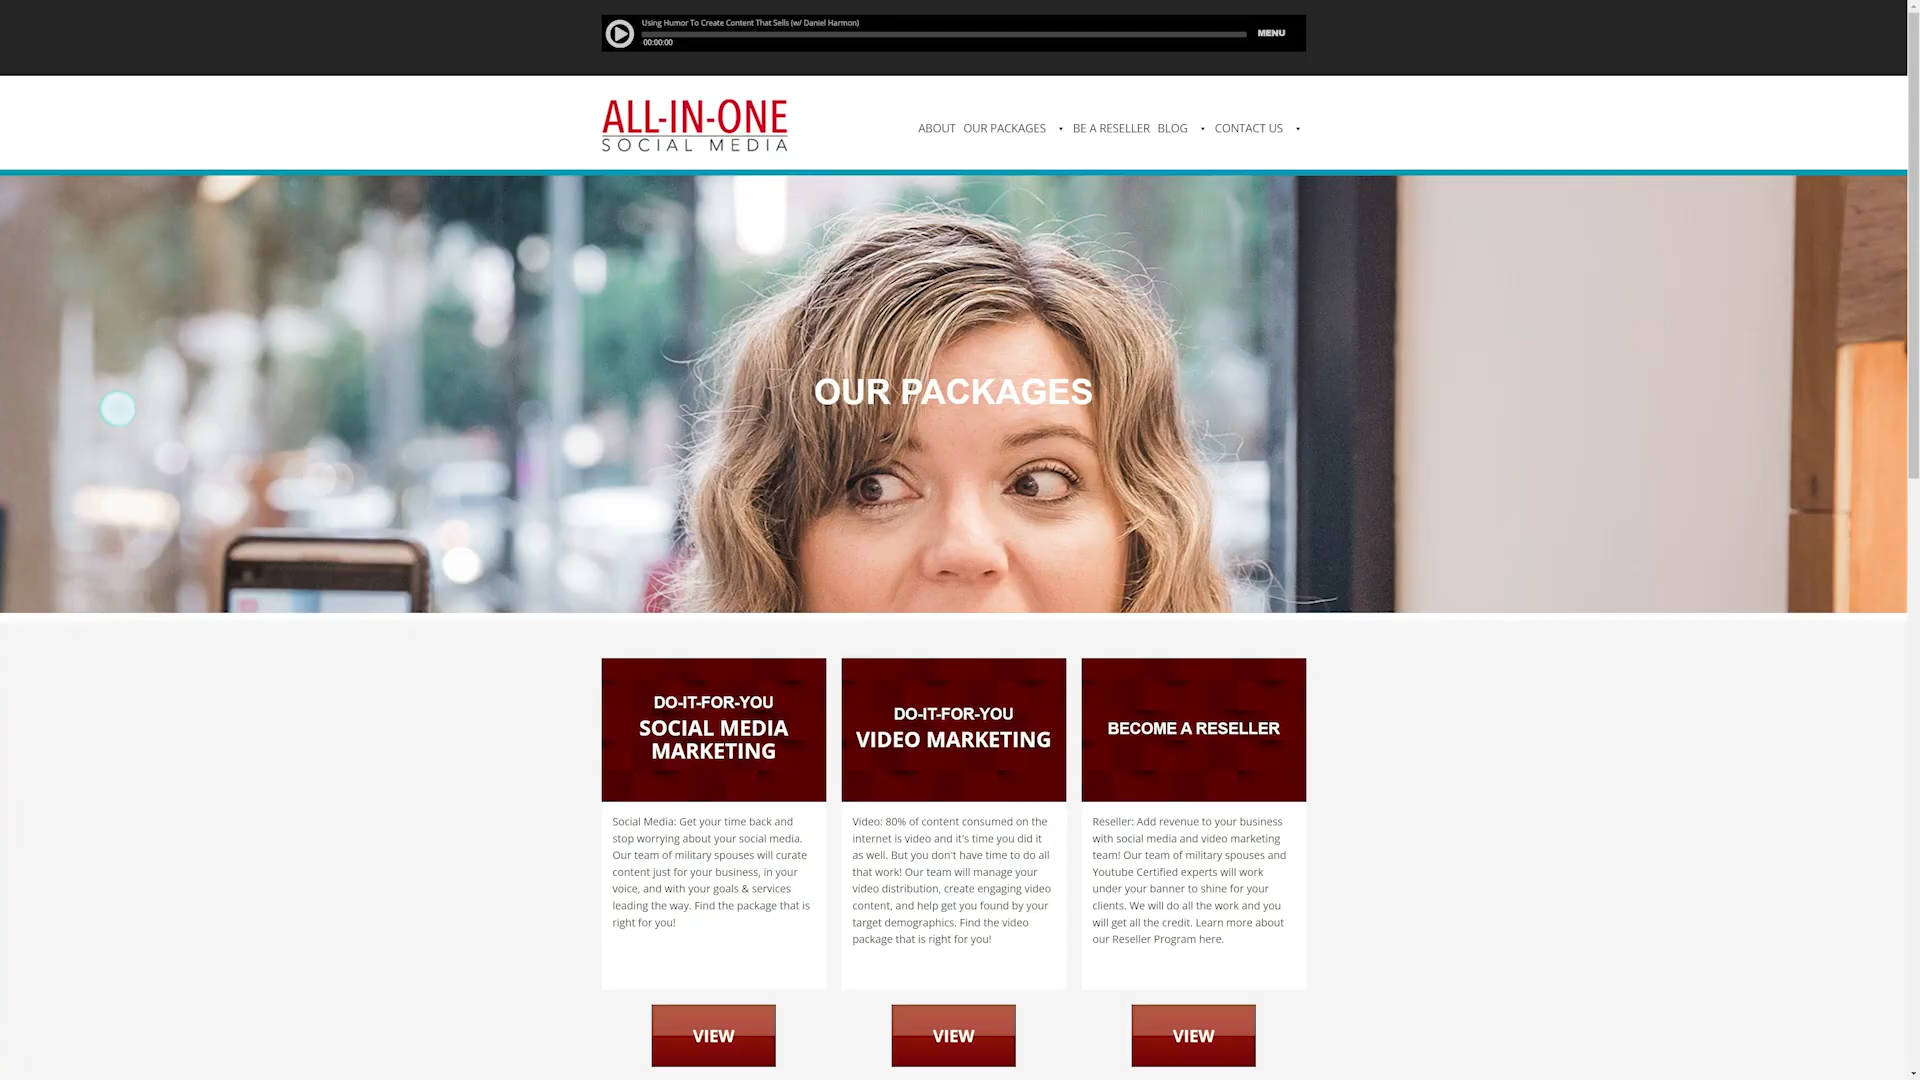 Using Humor To Create Content That Sells (w/ Daniel Harmon)
00:00:00
MENU
ALL-IN-ONE
SOCIAL MEDIA
ABOUT OUR PACKAGES BE A RESELLER BLOG CONTACT US
OUR PACKAGES
DO-IT-FOR-YOU
SOCIAL MEDIA
MARKETING
Social Media: Get your time back and
stop worrying about your social media.
Our team of military spouses will curate
content just for your business, in your
voice, and with your goals & services
leading the way. Find the package that is
right for you!
VIEW
DO-IT-FOR-YOU
VIDEO MARKETING
Video: 80% of content consumed on the
internet is video and it's time you did it
as well. But you don't have time to do all
that work! Our team will manage your
video distribution, create engaging video
content, and help get you found by your
target demographics. Find the video
package that is right for you!
VIEW
BECOME A RESELLER
Reseller: Add revenue to your business
with social media and video marketing
team! Our team of military spouses and
Youtube Certified experts will work
under your banner to shine for your
clients. We will do all the work and you
will get all the credit. Learn more about
our Reseller Program here.
VIEW